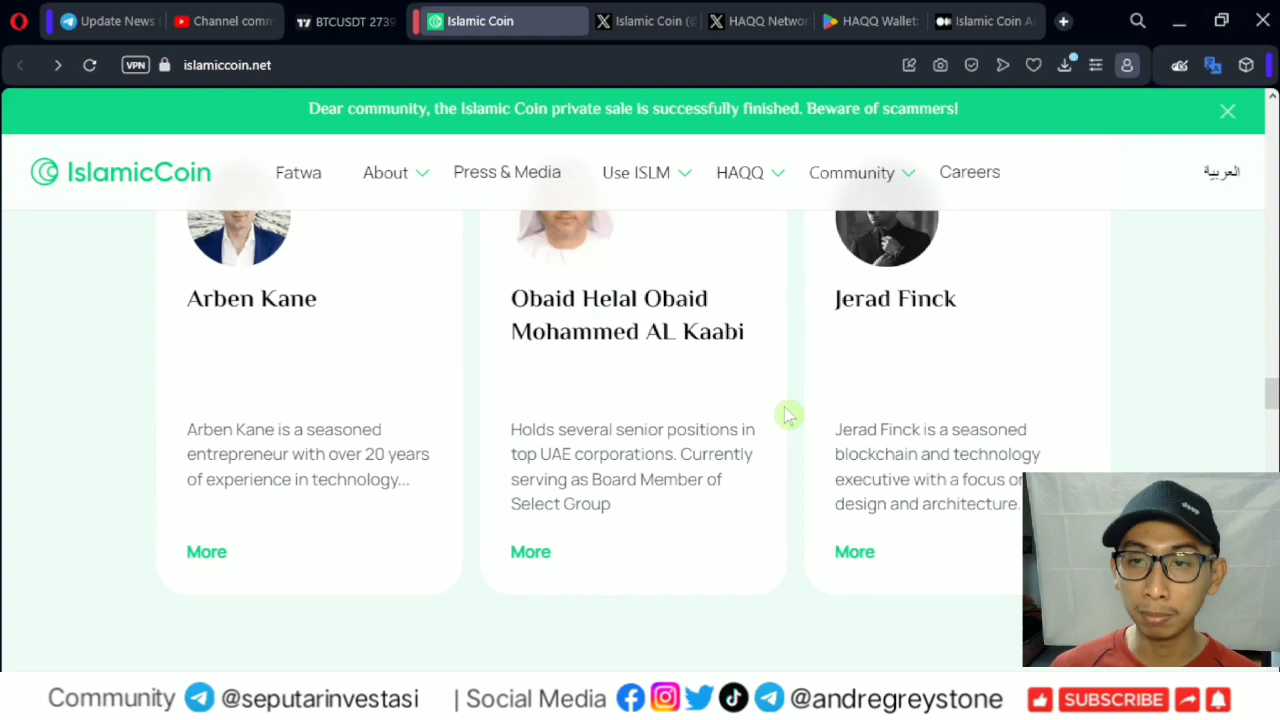 Update News
Channel comm
BTCUSDT 2739
Islamic Coin
Islamic Coin (
HAQQ Networ
HAQQ Wallet:
Islamic Coin A
VPN
islamiccoin.net
Dear community, the Islamic Coin private sale is successfully finished. Beware of scammers!
IslamicCoin
Fatwa
About
Press & Media
Use ISLM
HAQQ
Community
Careers
العربية
Arben Kane
Arben Kane is a seasoned
entrepreneur with over 20 years
of experience in technology...
More
Obaid Helal Obaid
Mohammed AL Kaabi
Holds several senior positions in
top UAE corporations. Currently
serving as Board Member of
Select Group
More
Jerad Finck
Jerad Finck is a seasoned
blockchain and technology
executive with a focus o
design and architecture.
More
Community @seputarinvestasi | Social Media @andregreystone SUBSCRIBE